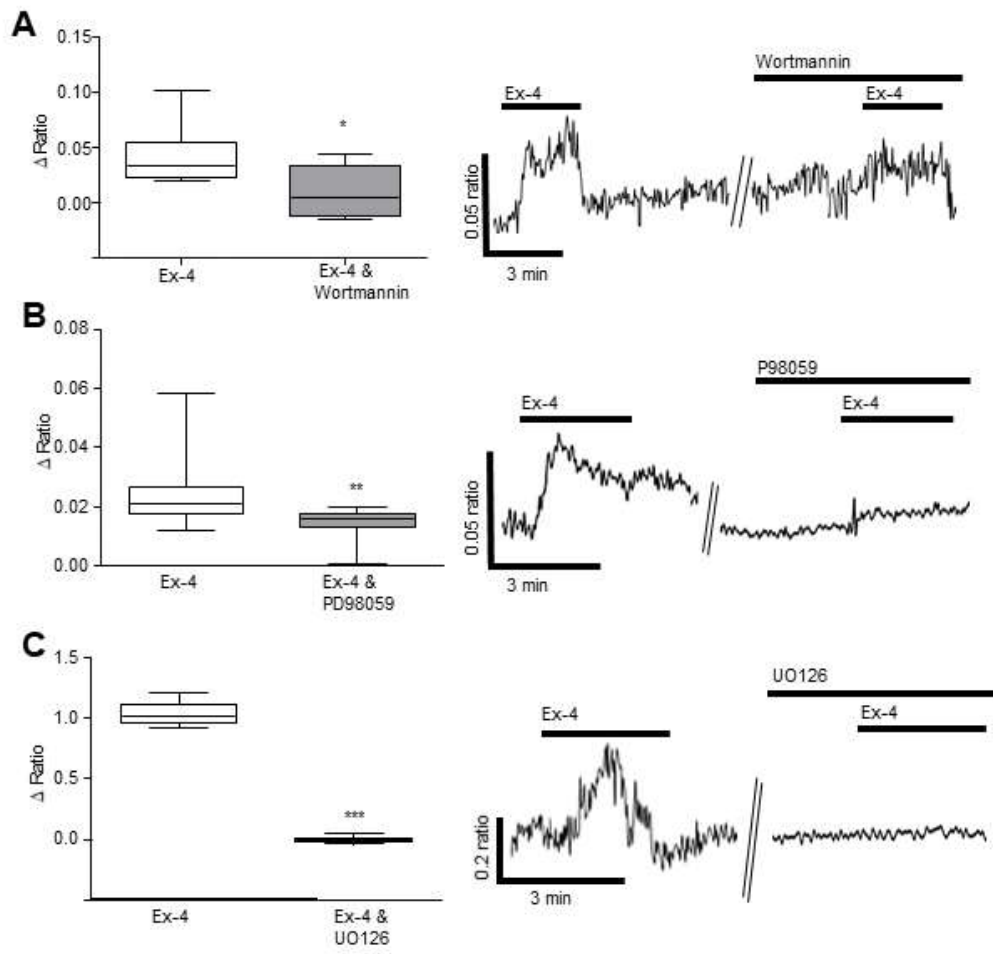 A
0.15
0.10
0.05
0.00
Δ Ratio
*
Ex-4
Ex-4 &
Wortmannin
Wortmannin
Ex-4
Ex-4
0.05 ratio
3 min
B
0.08
0.06
0.04
0.02
0.00
Δ Ratio
**
Ex-4
Ex-4 &
PD98059
P98059
Ex-4
Ex-4
0.05 ratio
3 min
C
1.5
1.0
0.5
0.0
Δ Ratio
***
Ex-4
Ex-4 &
UO126
UO126
Ex-4
Ex-4
0.2 ratio
3 min